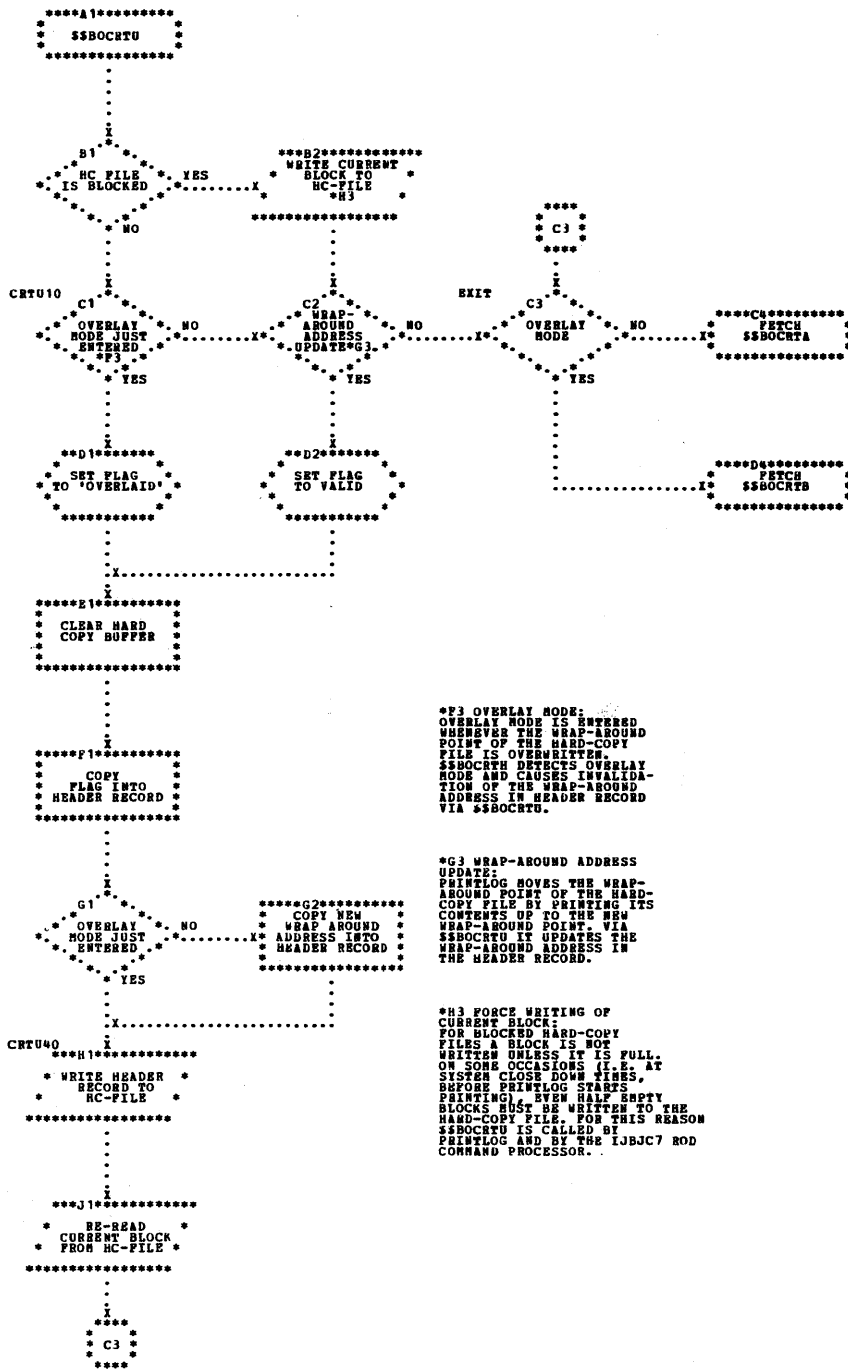 ****A1*********
$$BOCRTU
B1
HC FILE
IS BLOCKED
YES
NO
***B2************
WRITE CURRENT
BLOCK TO
HC-FILE
*H3
C3
CRTU10
C1
OVERLAY
MODE JUST
ENTERED
*F3
NO
YES
C2
WRAP-
AROUND
ADDRESS
UPDATE*G3
NO
YES
EXIT
C3
OVERLAY
MODE
NO
YES
****C4*********
FETCH
$$BOCRTA
***D1*******
SET FLAG
TO 'OVERLAID'
***D2*******
SET FLAG
TO VALID
****D4*********
FETCH
$$BOCRTB
*****E1**********
CLEAR HARD
COPY BUFFER
*****F1**********
COPY
FLAG INTO
HEADER RECORD
*F3 OVERLAY MODE:
OVERLAY MODE IS ENTERED
WHENEVER THE WRAP-AROUND
POINT OF THE HARD-COPY
FILE IS OVERWRITTEN.
$$BOCRTH DETECTS OVERLAY
MODE AND CAUSES INVALIDA-
TION OF THE WRAP-AROUND
ADDRESS IN HEADER RECORD
VIA $$BOCRTU.
G1
OVERLAY
MODE JUST
ENTERED
NO
YES
*****G2**********
COPY NEW
WRAP AROUND
ADDRESS INTO
HEADER RECORD
*G3 WRAP-AROUND ADDRESS
UPDATE:
PRINTLOG MOVES THE WRAP-
AROUND POINT OF THE HARD-
COPY FILE BY PRINTING ITS
CONTENTS UP TO THE NEW
WRAP-AROUND POINT. VIA
$$BOCRTU IT UPDATES THE
WRAP-AROUND ADDRESS IN
THE HEADER RECORD.
CRTU40
***H1************
WRITE HEADER
RECORD TO
HC-FILE
*H3 FORCE WRITING OF
CURRENT BLOCK:
FOR BLOCKED HARD-COPY
FILES A BLOCK IS NOT
WRITTEN UNLESS IT IS FULL.
ON SOME OCCASIONS (I.E. AT
SYSTEM CLOSE DOWN TIMES,
BEFORE PRINTLOG STARTS
PRINTING), EVEN HALF EMPTY
BLOCKS MUST BE WRITTEN TO THE
HARD-COPY FILE. FOR THIS REASON
$$BOCRTU IS CALLED BY
PRINTLOG AND BY THE IJBJC7 ROD
COMMAND PROCESSOR.
***J1************
RE-READ
CURRENT BLOCK
FROM HC-FILE
C3